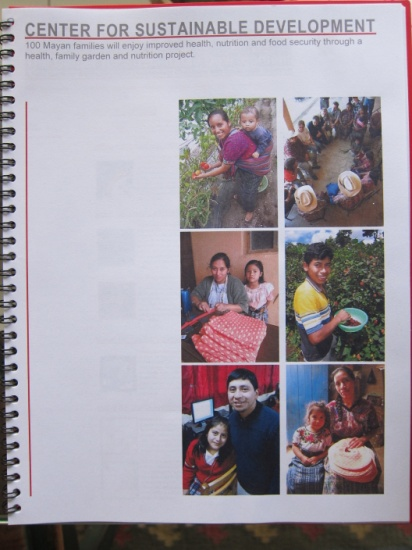 CENTER FOR SUSTAINABLE DEVELOPMENT
100 Mayan families will enjoy improved health, nutrition and food security through a
health, family garden and nutrition project.